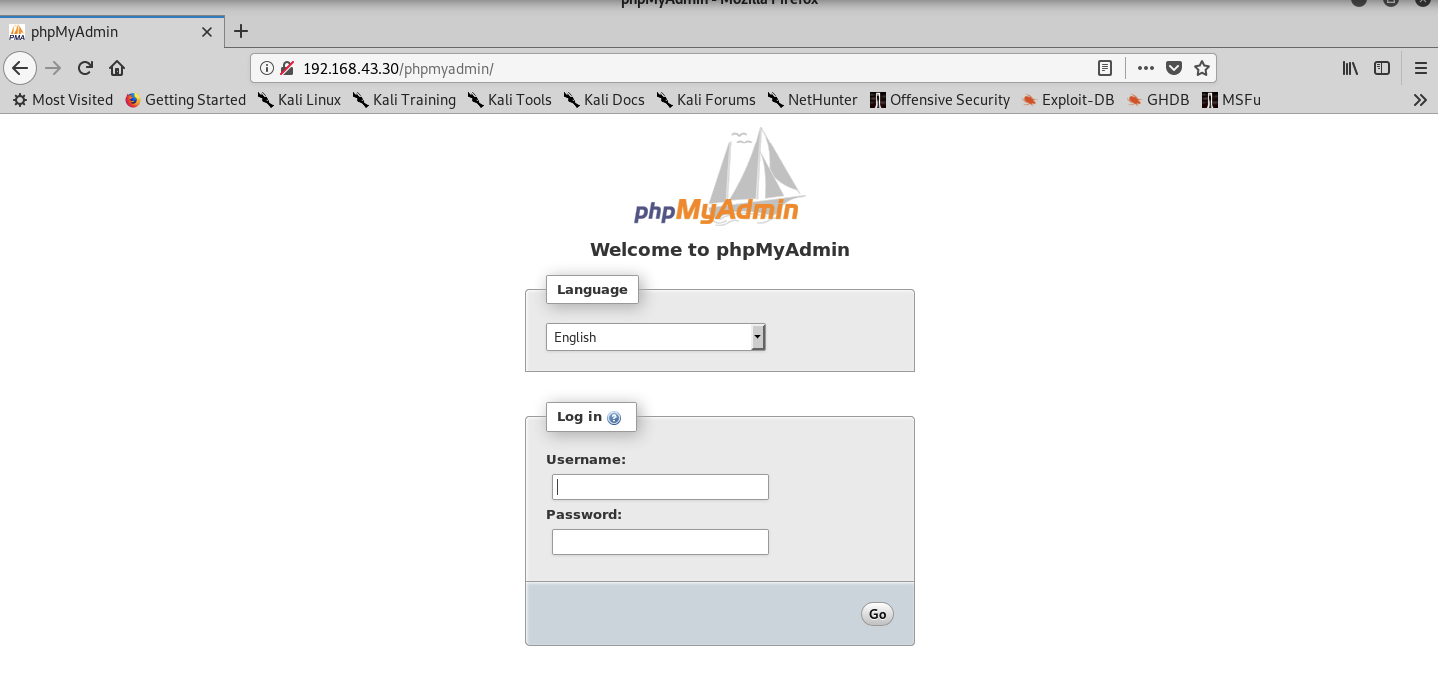 phpMyAdmin - Mozilla Firefox
PMA phpMyAdmin
192.168.43.30/phpmyadmin/
Most Visited Getting Started Kali Linux Kali Training Kali Tools Kali Docs Kali Forums NetHunter Offensive Security Exploit-DB GHDB MSFu
phpMyAdmin
Welcome to phpMyAdmin
Language
English
Log in
Username:
Password:
Go